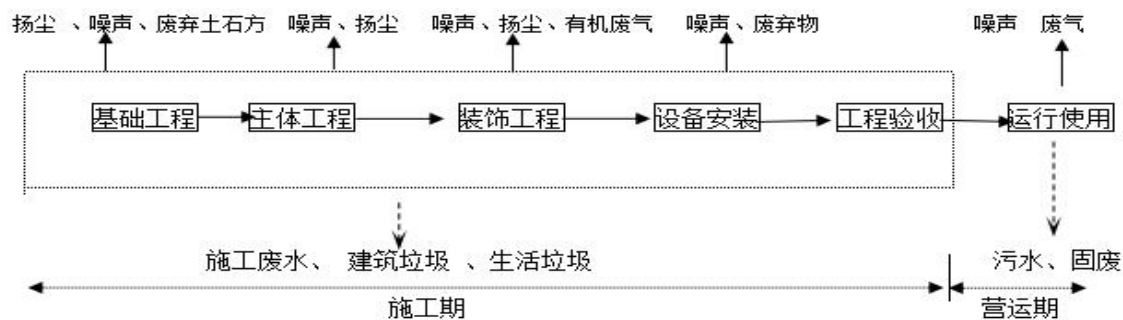 扬尘 、噪声、废弃土石方 噪声、扬尘 噪声、扬尘、有机废气 噪声、废弃物 噪声 废气
基础工程 主体工程 装饰工程 设备安装 工程验收 运行使用
施工废水、 建筑垃圾 、生活垃圾 污水、固废
施工期 营运期